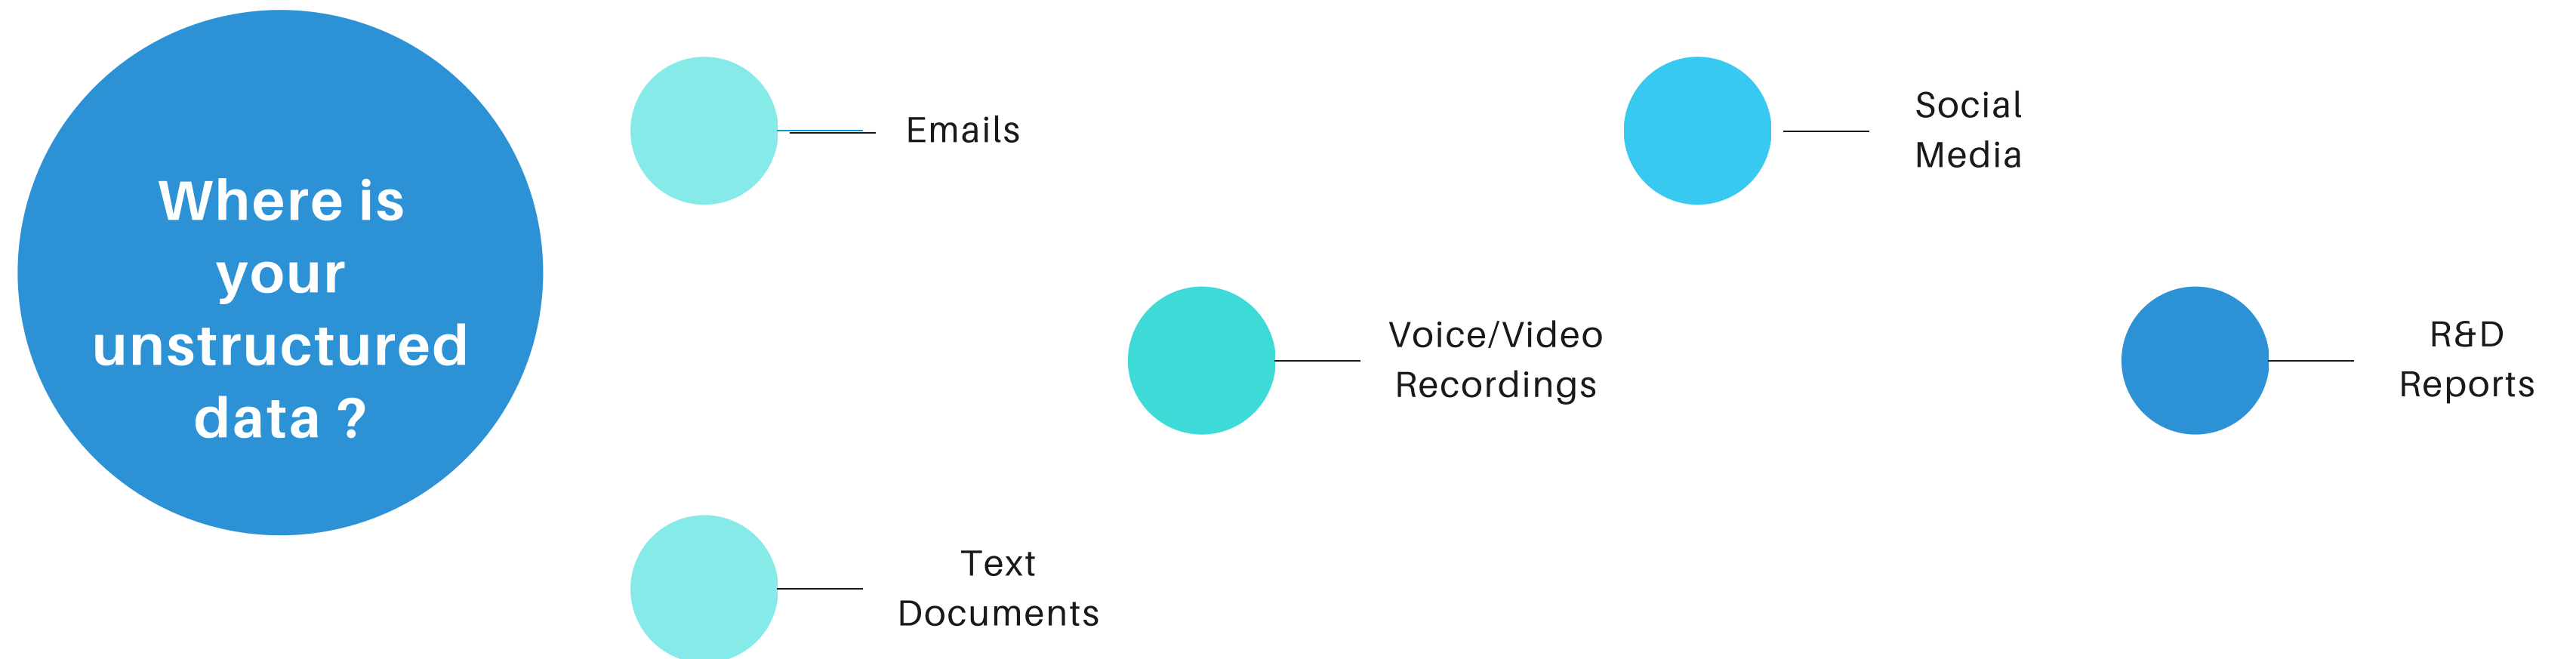 Where is
your
unstructured
data ?
Emails
Social
Media
Voice/Video
Recordings
R&D
Reports
Text
Documents